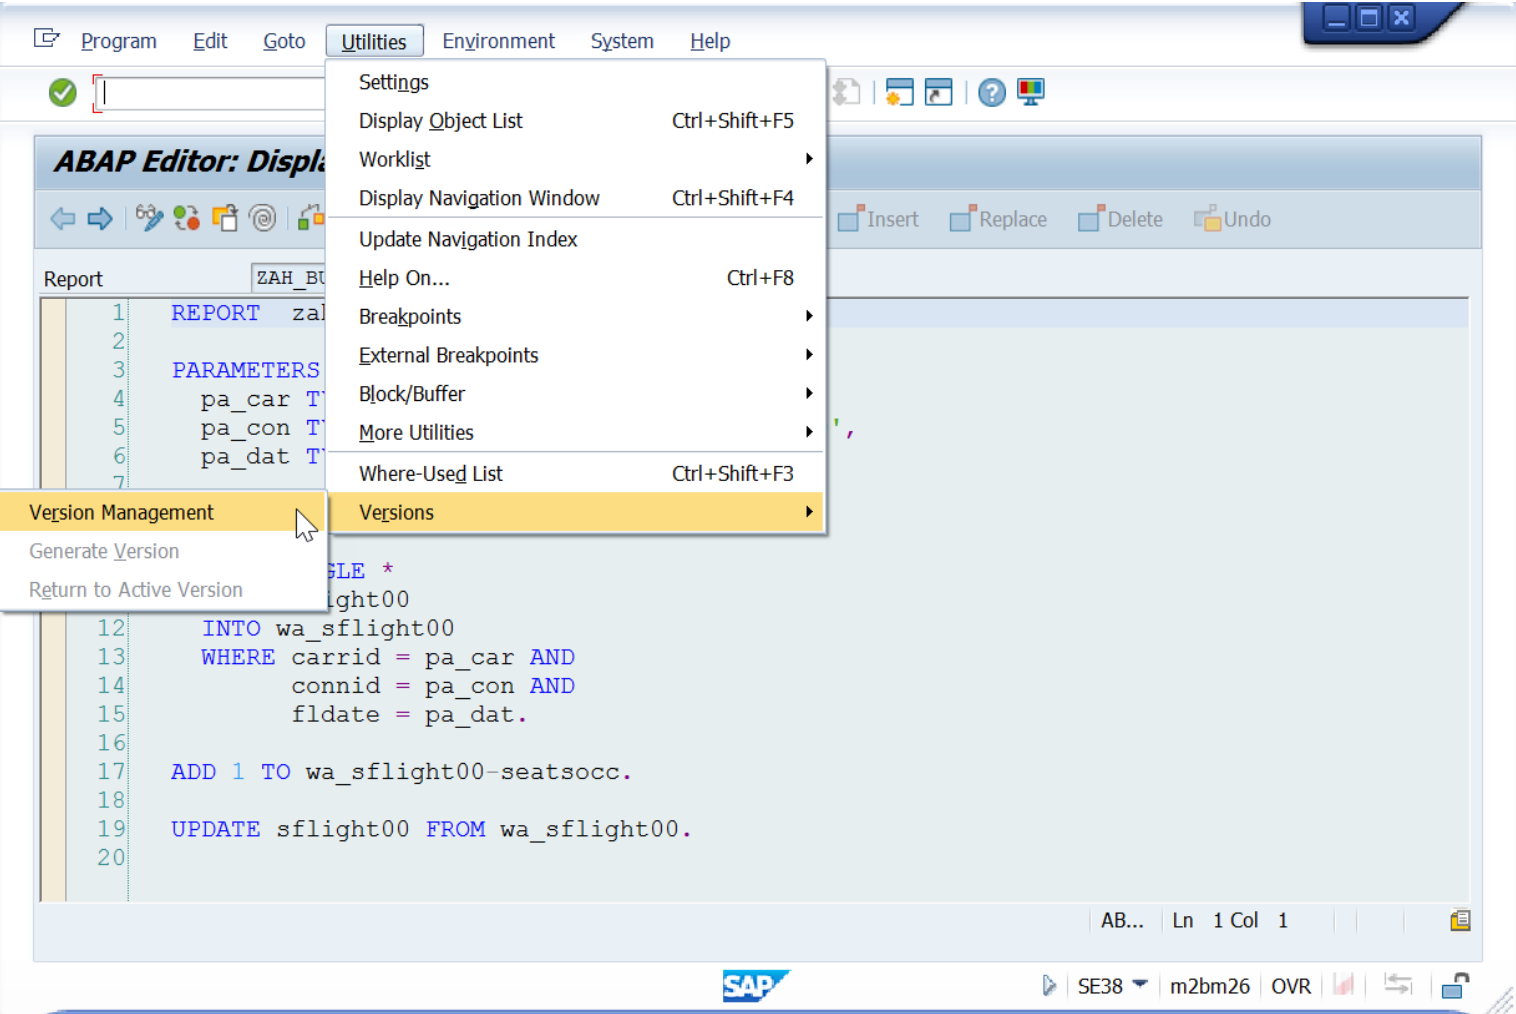 Program Edit Goto Utilities Environment System Help
Settings
Display Object List Ctrl+Shift+F5
Worklist
Display Navigation Window Ctrl+Shift+F4
Update Navigation Index
Help On... Ctrl+F8
Breakpoints
External Breakpoints
Block/Buffer
More Utilities
Where-Used List Ctrl+Shift+F3
Versions
Version Management
Generate Version
Return to Active Version
ABAP Editor: Displa
Insert Replace Delete Undo
Report ZAH_BU
1 REPORT za
2
3 PARAMETERS
4 pa_car T
5 pa_con T ',
6 pa_dat T
7
GLE *
ight00
12 INTO wa_sflight00
13 WHERE carrid = pa_car AND
14 connid = pa_con AND
15 fldate = pa_dat.
16
17 ADD 1 TO wa_sflight00-seatsocc.
18
19 UPDATE sflight00 FROM wa_sflight00.
20
AB... Ln 1 Col 1
SAP SE38 m2bm26 OVR